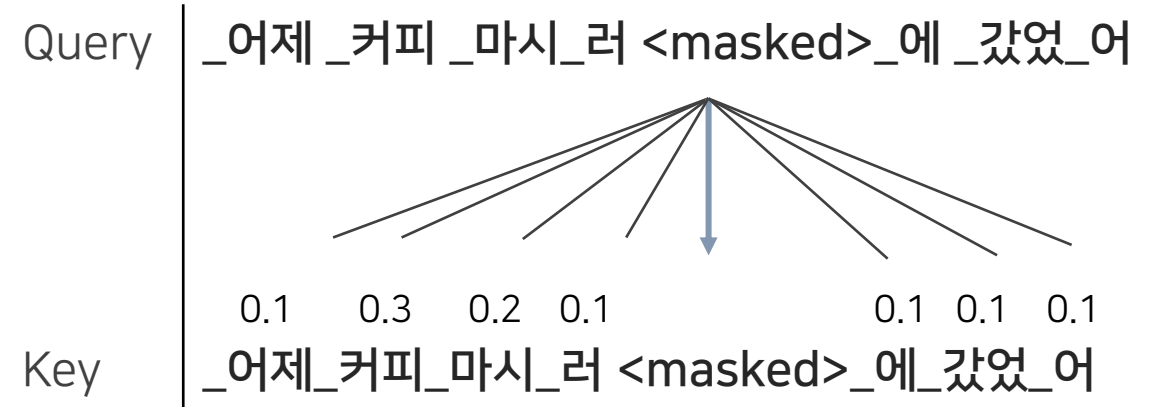 Query _어제 _커피 _마시_러 <masked>_에 _갔었_어
0.1 0.3 0.2 0.1 0.1 0.1 0.1
Key _어제_커피_마시_러 <masked>_에_갔었_어